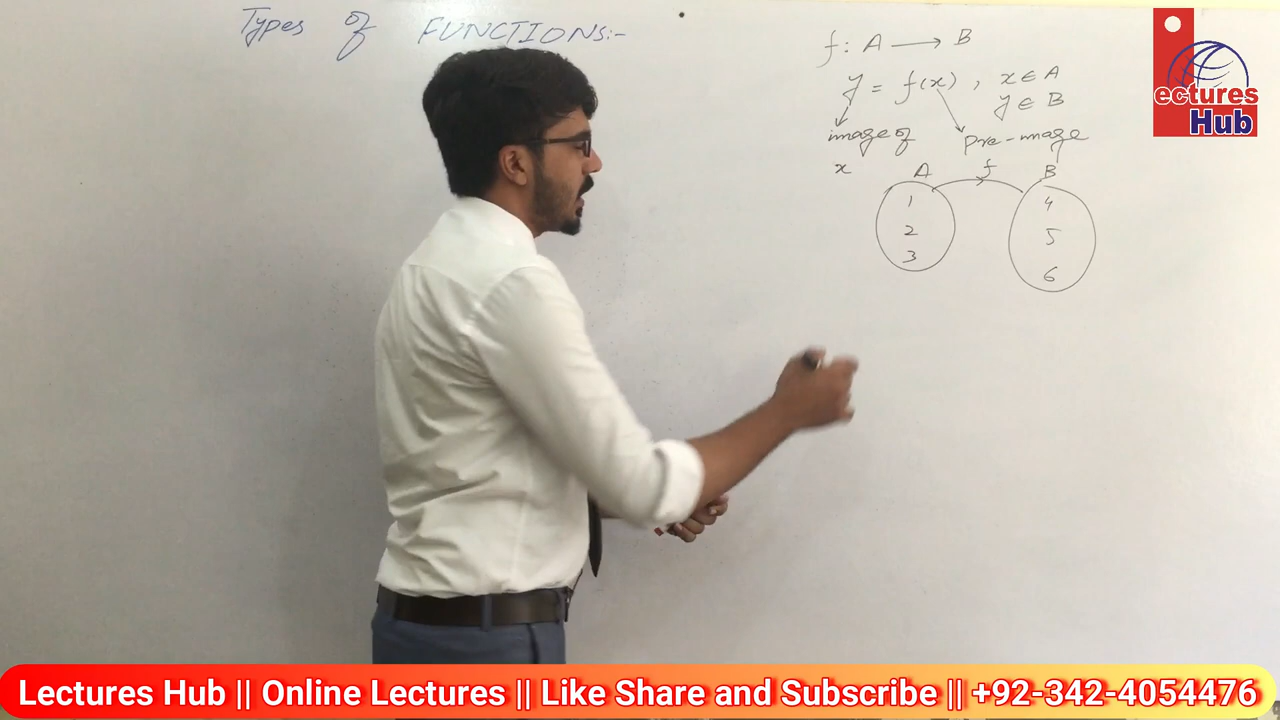 Types of FUNCTIONS:-
f: A → B
y = f(x) , x ∈ A
y ∈ B
image of
x
pre-image
A f B
1 4
2 5
3 6
ectures
Hub
Lectures Hub || Online Lectures || Like Share and Subscribe || +92-342-4054476